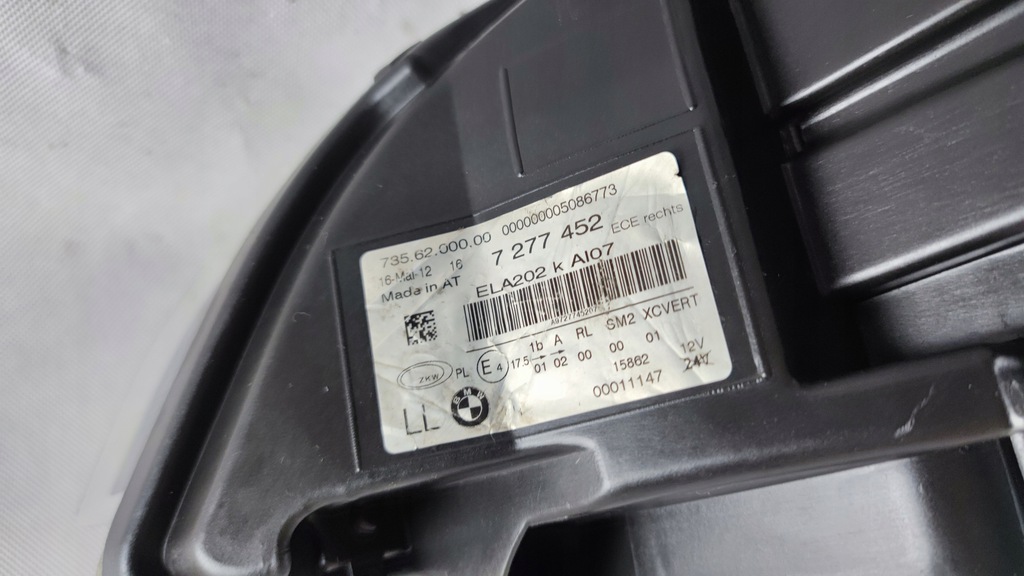 735.62.000.00 000000005086773
16-Mai-12 16 7 277 452 ECE rechts
Made in AT ELA202 k AI07
1b A RL SM2 XCVERT
ZKW PL E4 17.5 01 02 00 00 01 12V
15862 24V
LL BMW 00011147